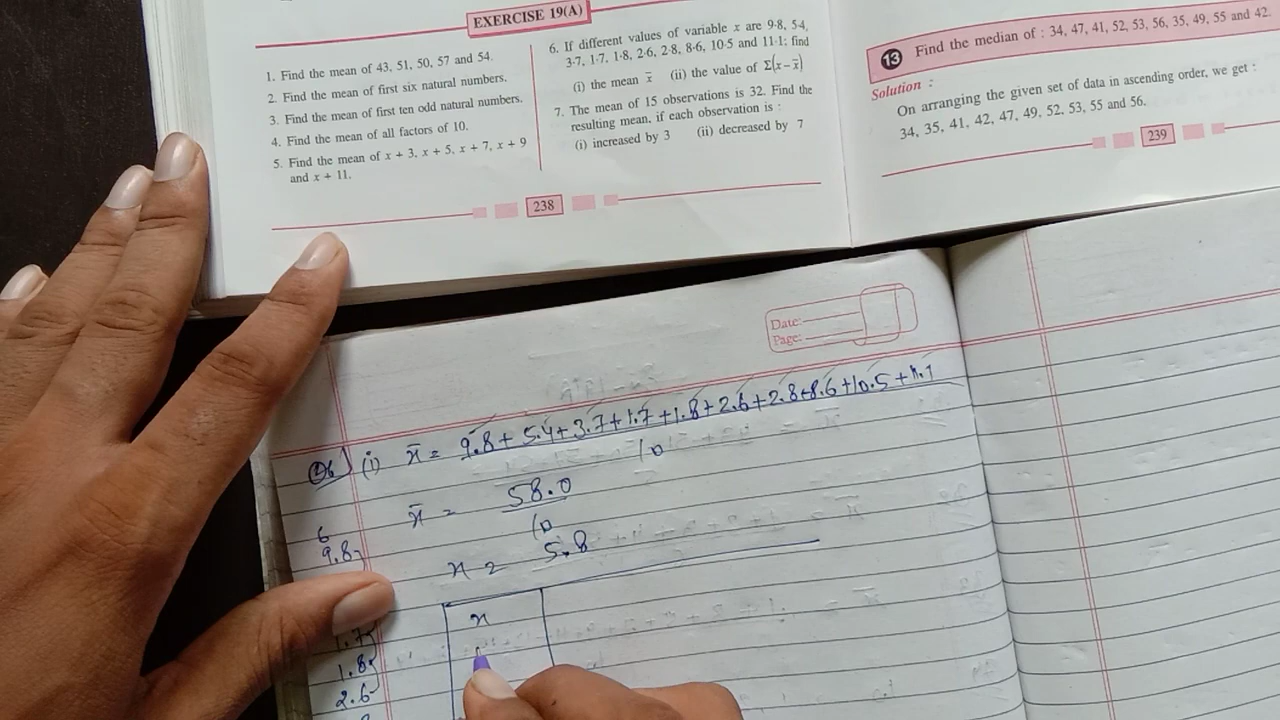 EXERCISE 19(A)
1. Find the mean of 43, 51, 50, 57 and 54.
2. Find the mean of first six natural numbers.
3. Find the mean of first ten odd natural numbers.
4. Find the mean of all factors of 10.
5. Find the mean of x + 3, x + 5, x + 7, x + 9
and x + 11.
6. If different values of variable x are 9·8, 5·4,
3·7, 1·7, 1·8, 2·6, 2·8, 8·6, 10·5 and 11·1; find
(i) the mean x̄ (ii) the value of Σ(x – x̄)
7. The mean of 15 observations is 32. Find the
resulting mean, if each observation is :
(i) increased by 3 (ii) decreased by 7
238
13 Find the median of : 34, 47, 41, 52, 53, 56, 35, 49, 55 and 42.
Solution :
On arranging the given set of data in ascending order, we get :
34, 35, 41, 42, 47, 49, 52, 53, 55 and 56.
239
Date:
Page:
Q6 (i) x̄ = 9.8 + 5.4 + 3.7 + 1.7 + 1.8 + 2.6 + 2.8 + 8.6 + 10.5 + 11.1
10
x̄ = 58.0
10
x = 5.8
x
6
9.8
1.7
1.8
2.6